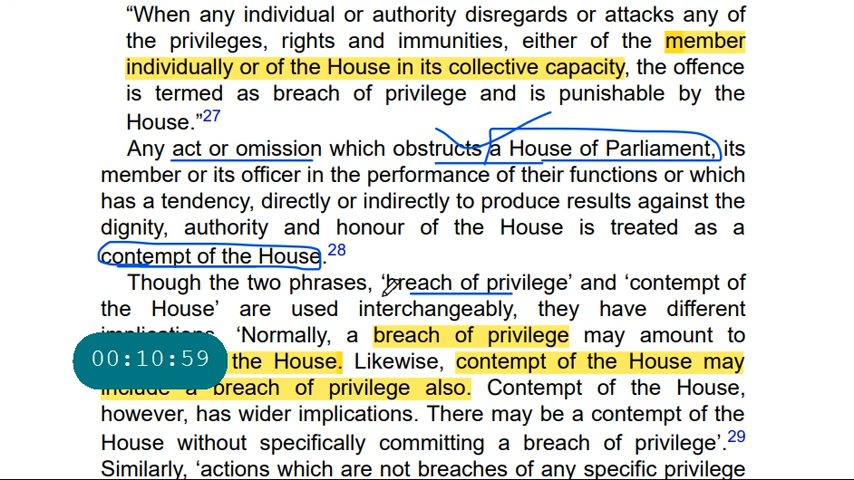 “When any individual or authority disregards or attacks any of
the privileges, rights and immunities, either of the member
individually or of the House in its collective capacity, the offence
is termed as breach of privilege and is punishable by the
House.”27
Any act or omission which obstructs a House of Parliament, its
member or its officer in the performance of their functions or which
has a tendency, directly or indirectly to produce results against the
dignity, authority and honour of the House is treated as a
contempt of the House.28
Though the two phrases, ‘breach of privilege’ and ‘contempt of
the House’ are used interchangeably, they have different
implications. ‘Normally, a breach of privilege may amount to
00:10:59 the House. Likewise, contempt of the House may
include a breach of privilege also. Contempt of the House,
however, has wider implications. There may be a contempt of the
House without specifically committing a breach of privilege’.29
Similarly, ‘actions which are not breaches of any specific privilege